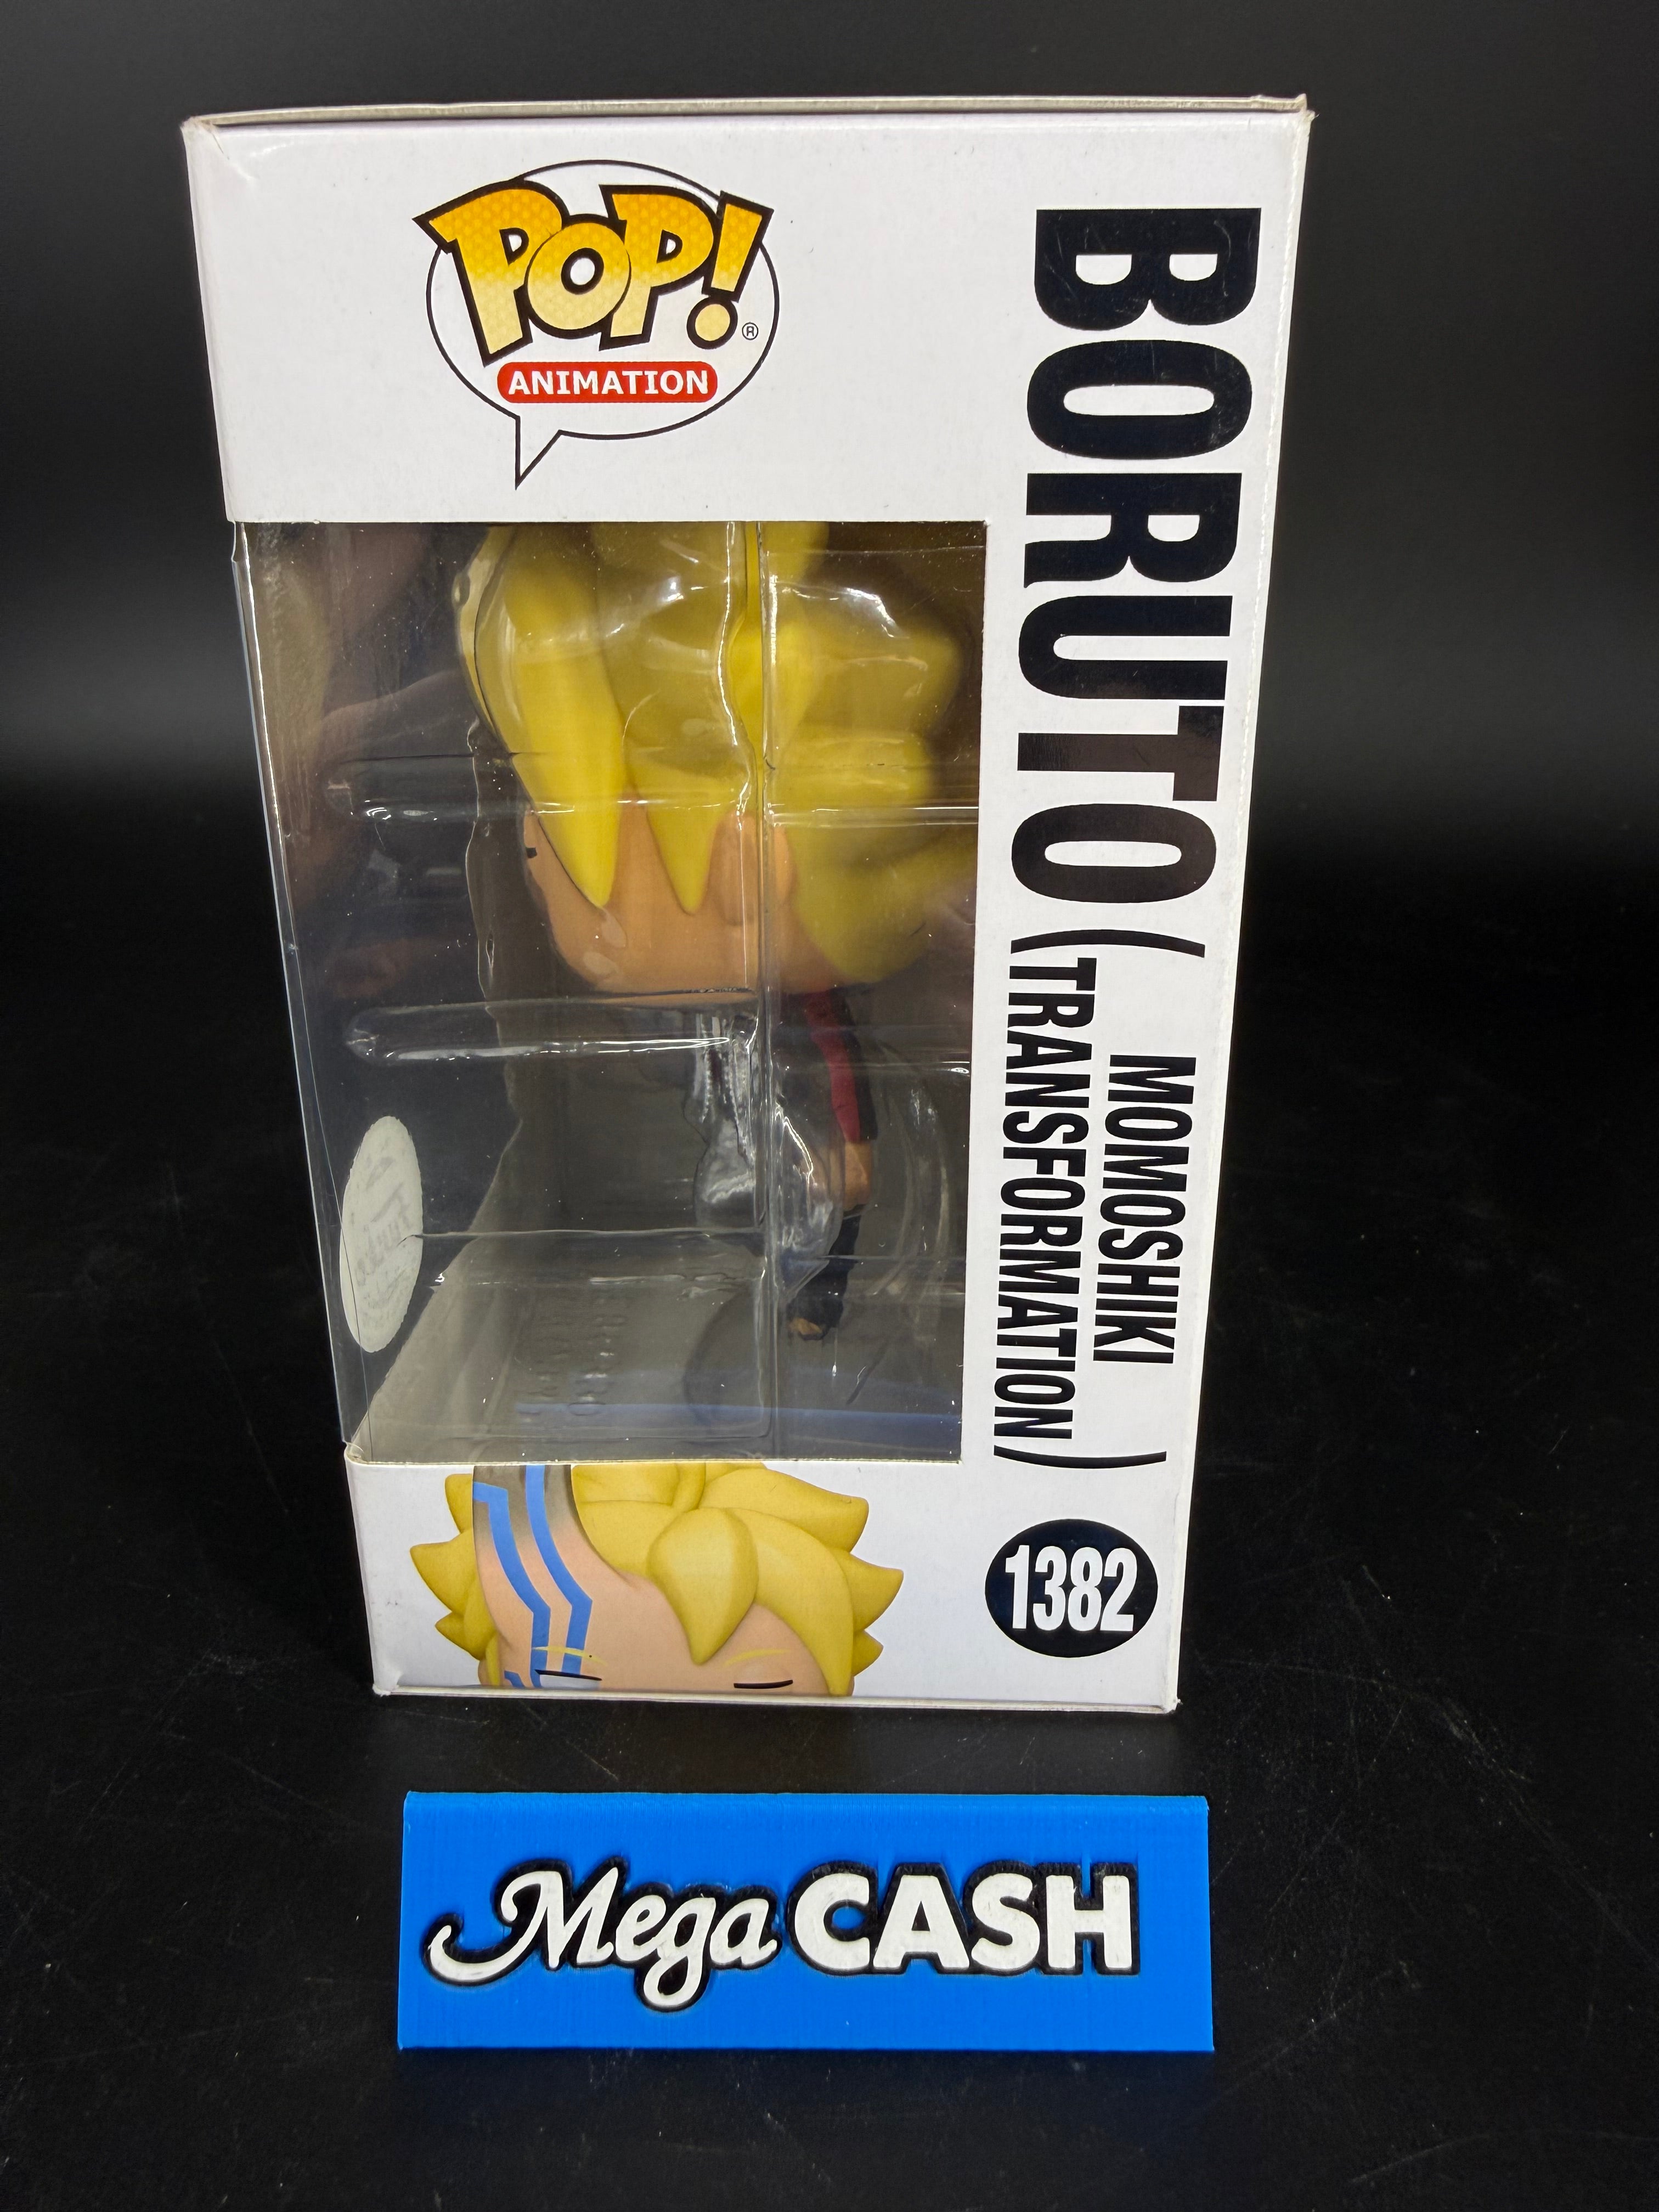 POP!
®
ANIMATION
BORUTO (MOMOSHIKI
TRANSFORMATION)
1382
Mega CASH